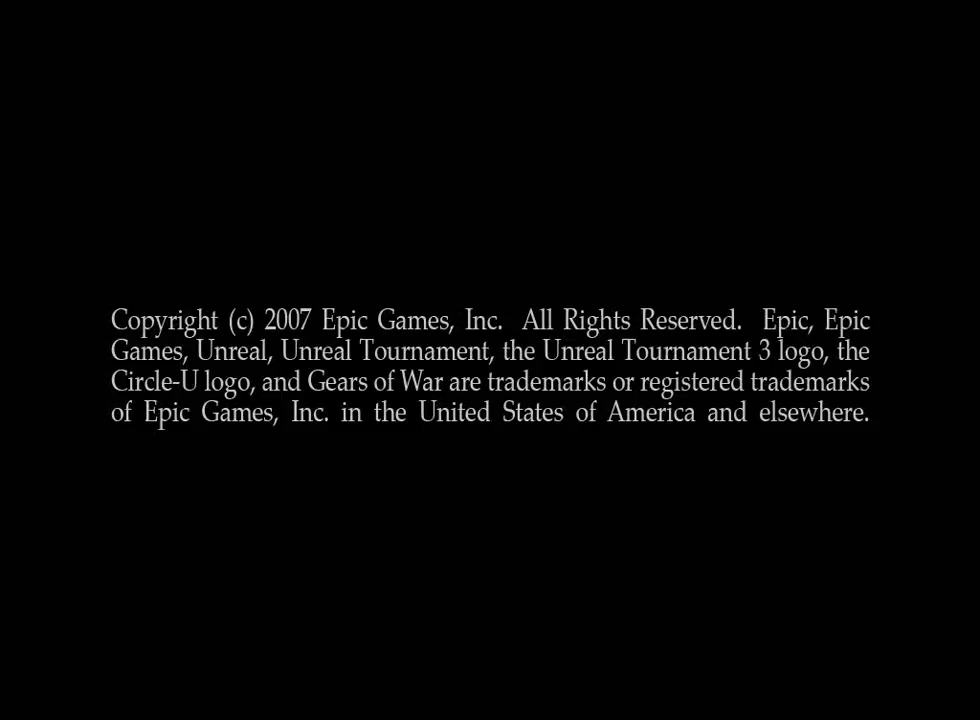 Copyright (c) 2007 Epic Games, Inc.  All Rights Reserved.  Epic, Epic
Games, Unreal, Unreal Tournament, the Unreal Tournament 3 logo, the
Circle-U logo, and Gears of War are trademarks or registered trademarks
of Epic Games, Inc. in the United States of America and elsewhere.